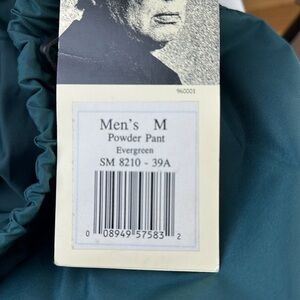 960001
Men's M
Powder Pant
Evergreen
SM 8210 - 39A
0 08949 57583 2